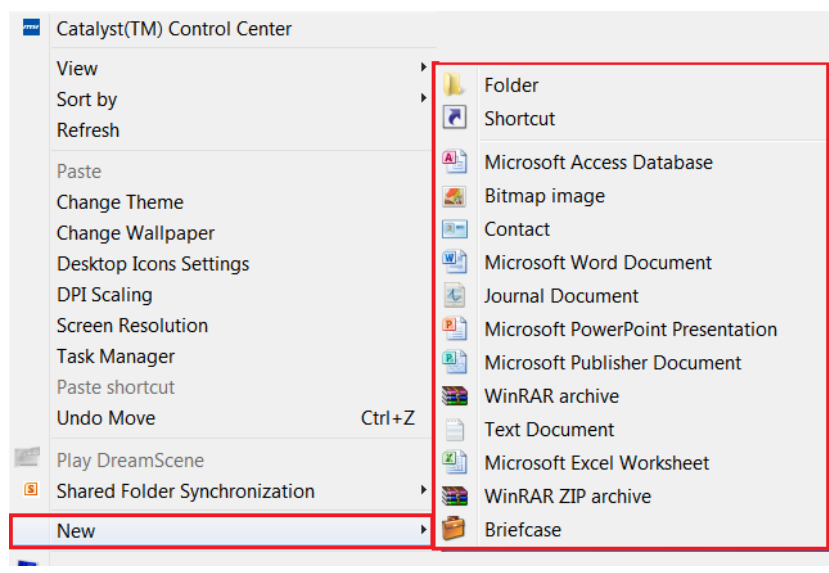 Catalyst(TM) Control Center
View
Sort by
Refresh
Paste
Change Theme
Change Wallpaper
Desktop Icons Settings
DPI Scaling
Screen Resolution
Task Manager
Paste shortcut
Undo Move Ctrl+Z
Play DreamScene
Shared Folder Synchronization
New
Folder
Shortcut
Microsoft Access Database
Bitmap image
Contact
Microsoft Word Document
Journal Document
Microsoft PowerPoint Presentation
Microsoft Publisher Document
WinRAR archive
Text Document
Microsoft Excel Worksheet
WinRAR ZIP archive
Briefcase